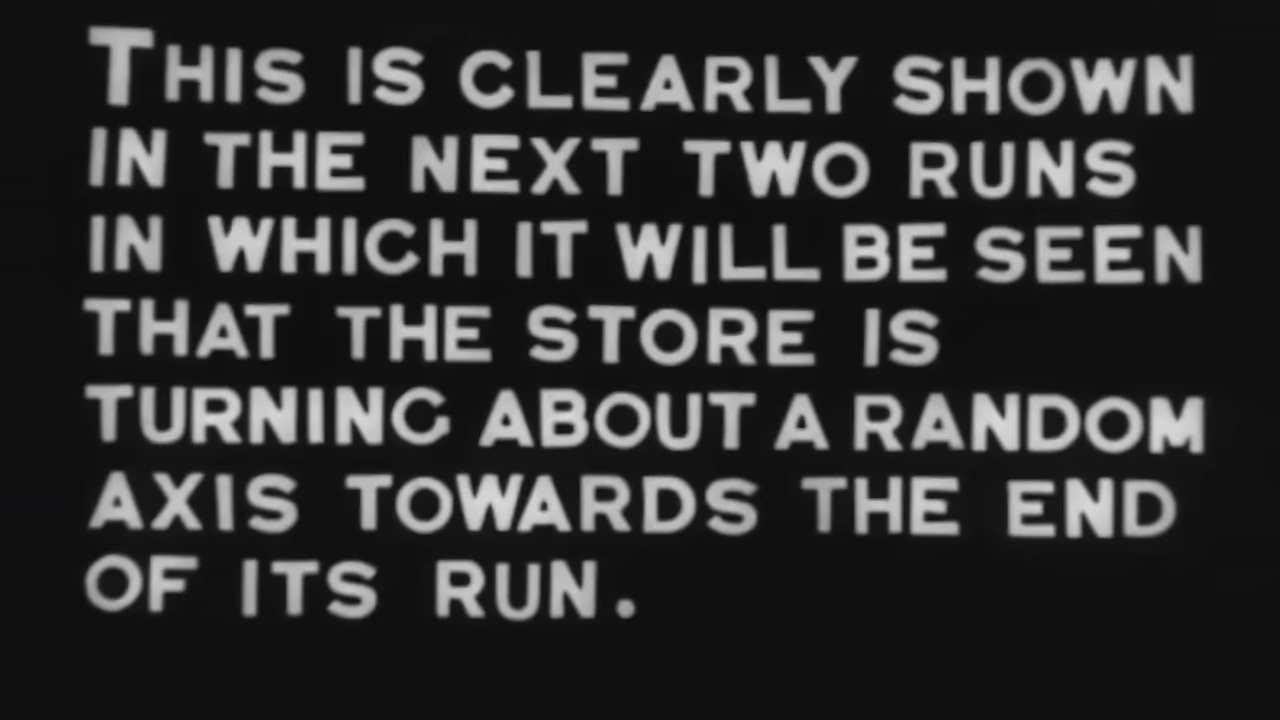 THIS IS CLEARLY SHOWN
IN THE NEXT TWO RUNS
IN WHICH IT WILL BE SEEN
THAT THE STORE IS
TURNING ABOUT A RANDOM
AXIS TOWARDS THE END
OF ITS RUN.